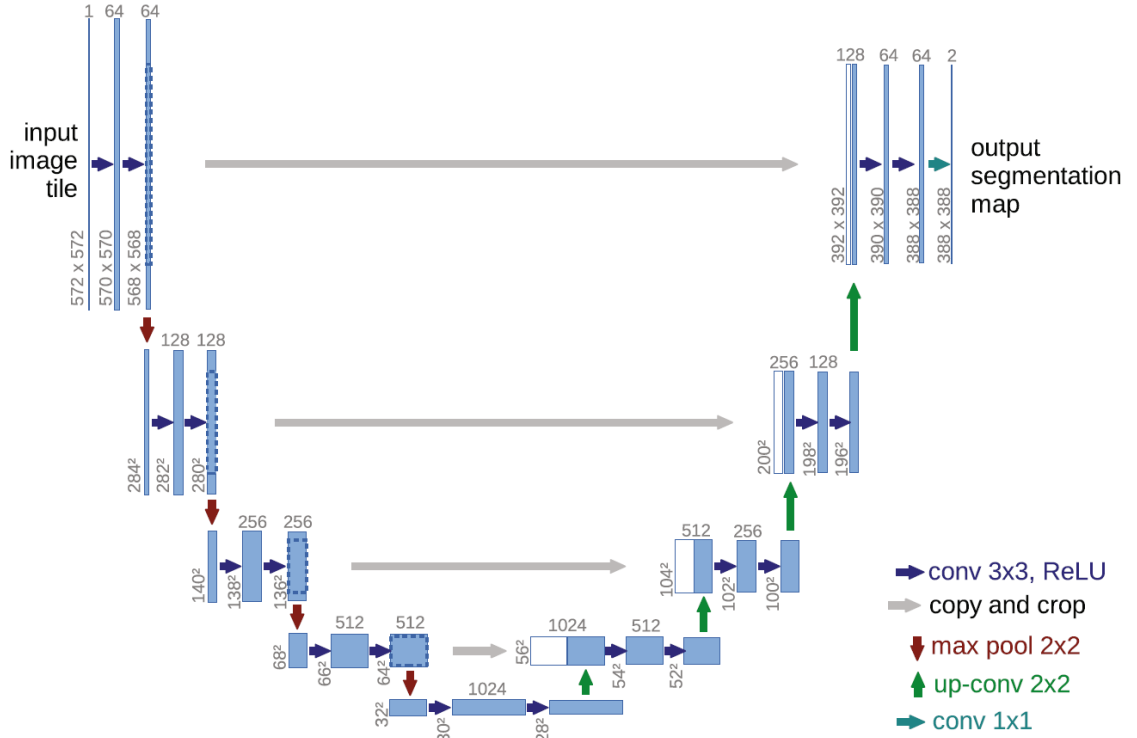 1 64 64
128 64 64 2
input
image
tile
output
segmentation
map
572 x 572
570 x 570
568 x 568
392 x 392
390 x 390
388 x 388
388 x 388
128 128
256 128
284²
282²
280²
200²
198²
196²
256 256
512 256
140²
138²
136²
104²
102²
100²
512 512
1024 512
68²
66²
64²
56²
54²
52²
1024
32²
30²
28²
conv 3x3, ReLU
copy and crop
max pool 2x2
up-conv 2x2
conv 1x1